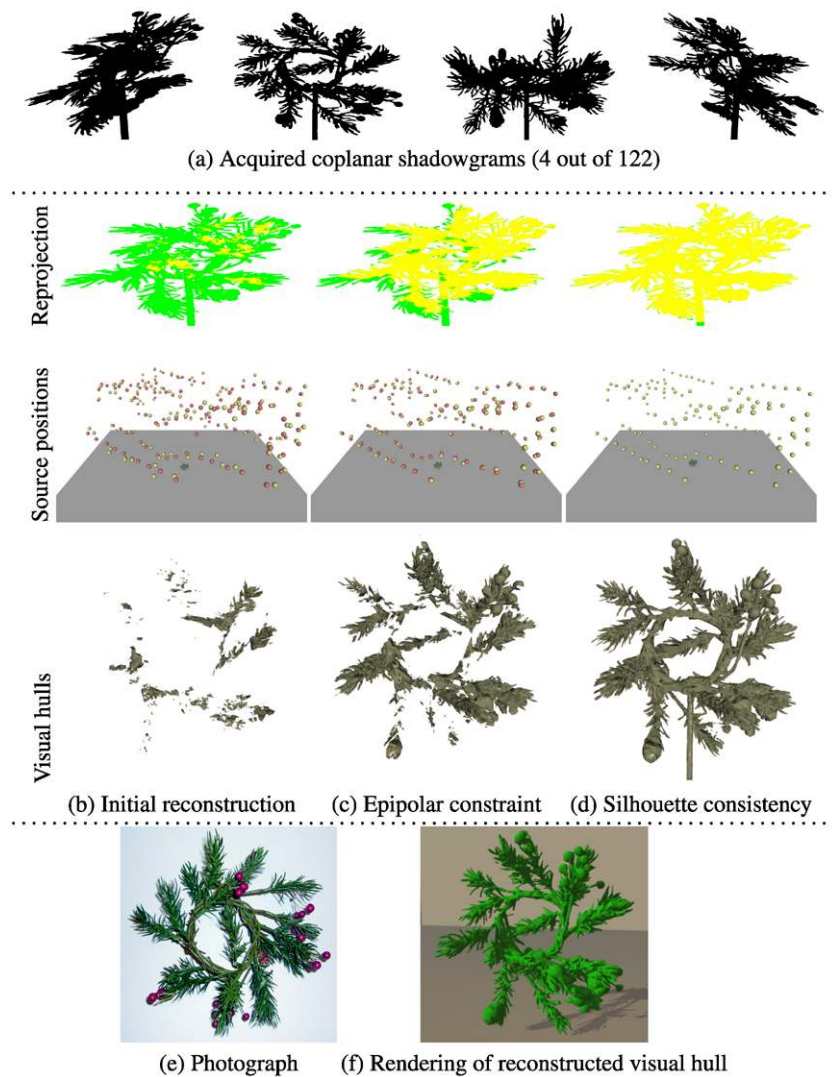 (a) Acquired coplanar shadowgrams (4 out of 122)
Reprojection
Source positions
Visual hulls
(b) Initial reconstruction
(c) Epipolar constraint
(d) Silhouette consistency
(e) Photograph
(f) Rendering of reconstructed visual hull